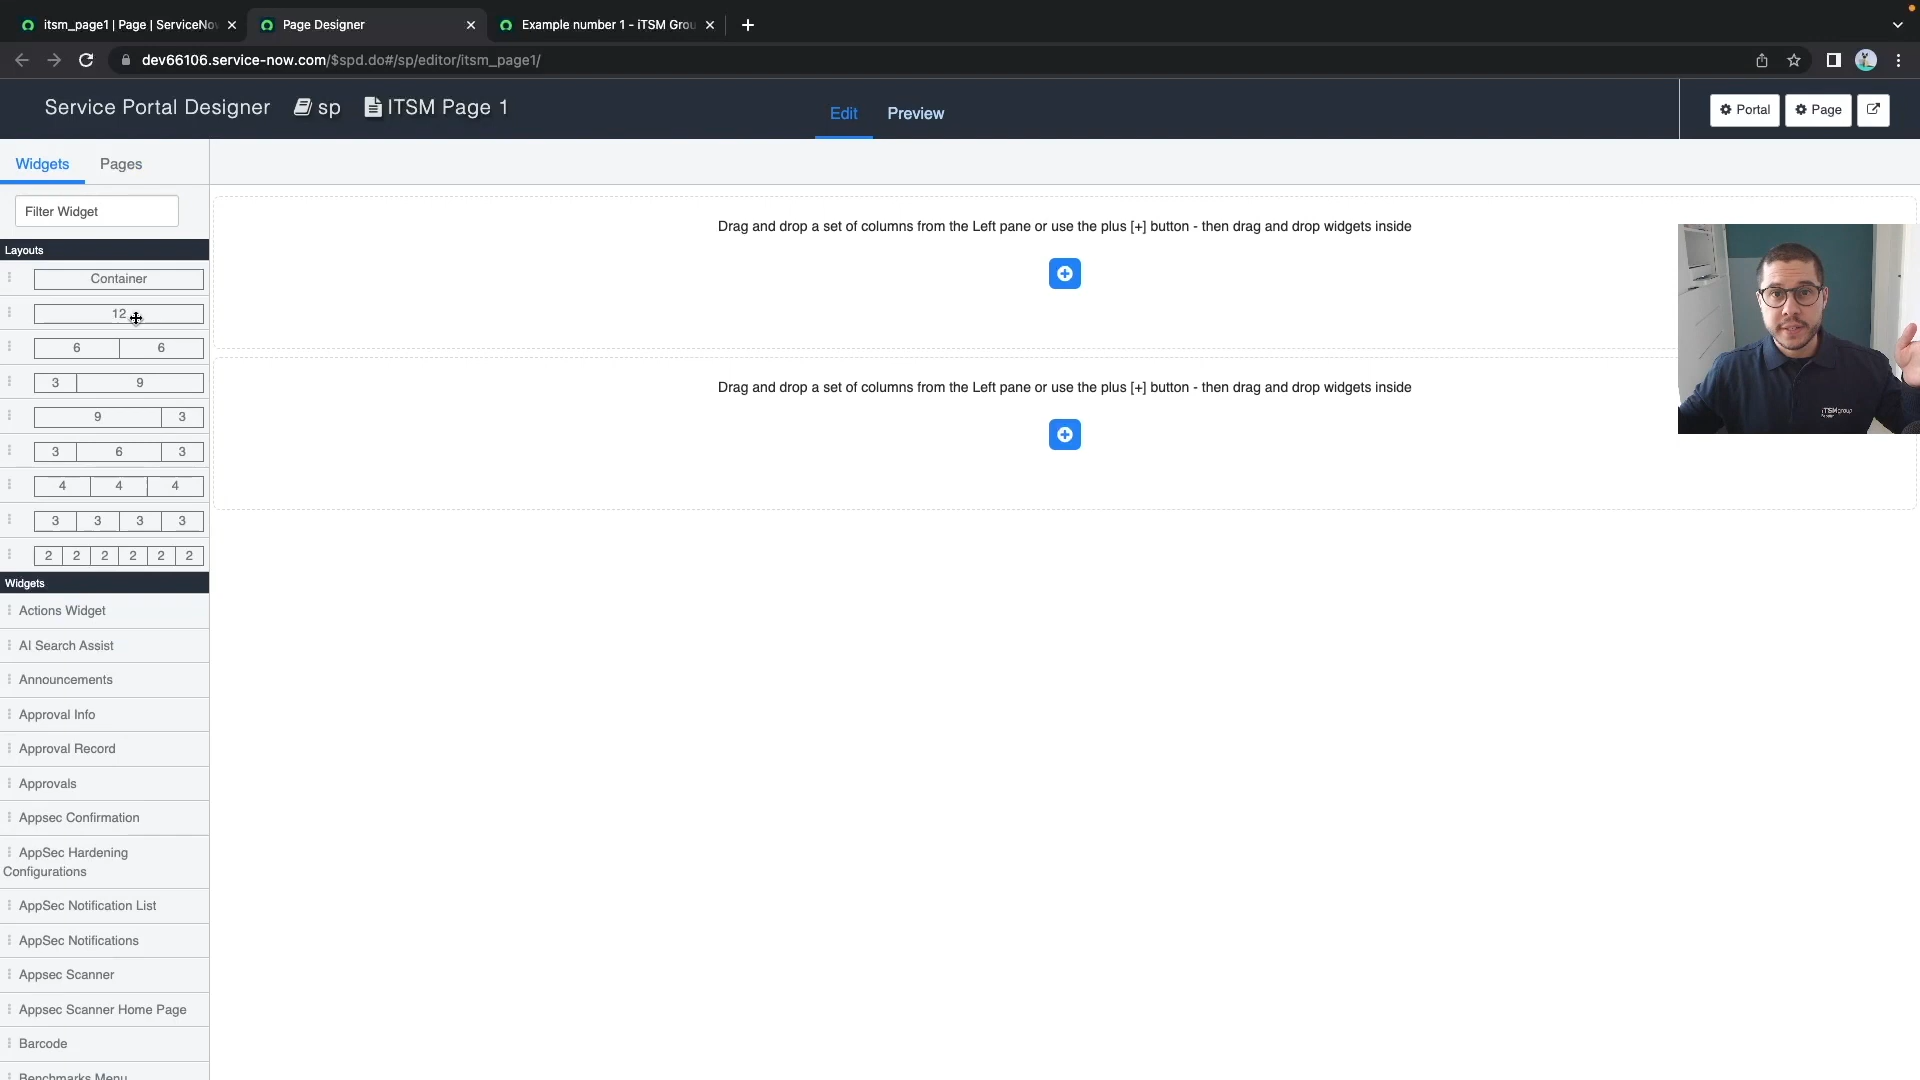 itsm_page1 | Page | ServiceNo
Page Designer
Example number 1 - iTSM Grou
dev66106.service-now.com/$spd.do#/sp/editor/itsm_page1/
Service Portal Designer
sp
ITSM Page 1
Edit
Preview
Portal
Page
Widgets
Pages
Filter Widget
Layouts
Container
12
6 6
3 9
9 3
3 6 3
4 4 4
3 3 3 3
2 2 2 2 2 2
Widgets
Actions Widget
AI Search Assist
Announcements
Approval Info
Approval Record
Approvals
Appsec Confirmation
AppSec Hardening
Configurations
AppSec Notification List
AppSec Notifications
Appsec Scanner
Appsec Scanner Home Page
Barcode
Benchmarks Menu
Drag and drop a set of columns from the Left pane or use the plus [+] button - then drag and drop widgets inside
Drag and drop a set of columns from the Left pane or use the plus [+] button - then drag and drop widgets inside
iTSMgroup